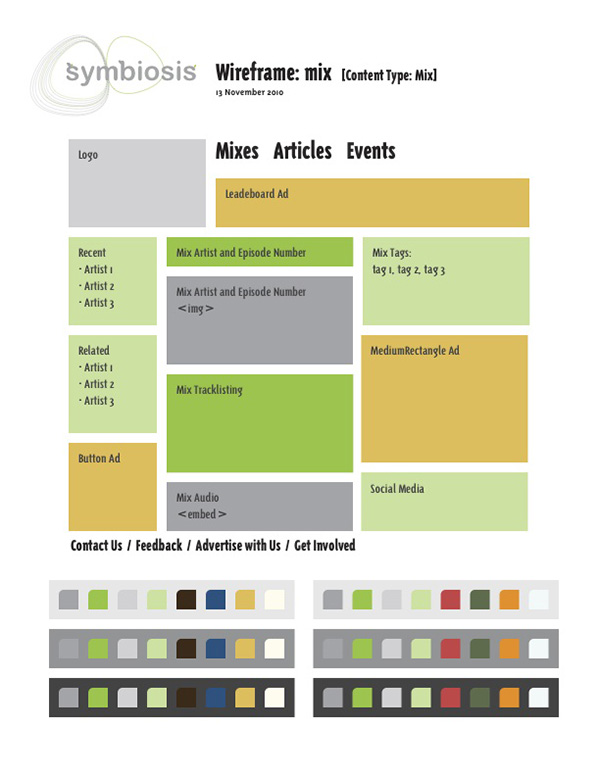 symbiosis
Wireframe: mix [Content Type: Mix]
13 November 2010
Logo
Mixes Articles Events
Leadeboard Ad
Recent
• Artist 1
• Artist 2
• Artist 3
Related
• Artist 1
• Artist 2
• Artist 3
Button Ad
Mix Artist and Episode Number
Mix Artist and Episode Number
<img>
Mix Tracklisting
Mix Audio
<embed>
Mix Tags:
tag 1, tag 2, tag 3
MediumRectangle Ad
Social Media
Contact Us / Feedback / Advertise with Us / Get Involved